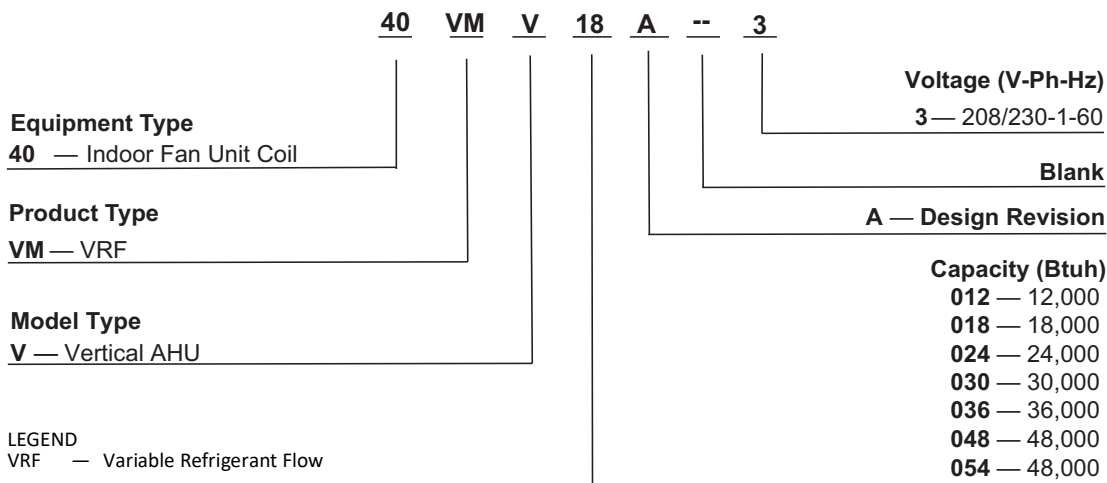 40 VM V 18 A -- 3
Voltage (V-Ph-Hz)
3 — 208/230-1-60
Equipment Type
40 — Indoor Fan Unit Coil
Blank
Product Type
VM — VRF
A — Design Revision
Capacity (Btuh)
012 — 12,000
018 — 18,000
024 — 24,000
030 — 30,000
036 — 36,000
048 — 48,000
054 — 48,000
Model Type
V — Vertical AHU
LEGEND
VRF — Variable Refrigerant Flow